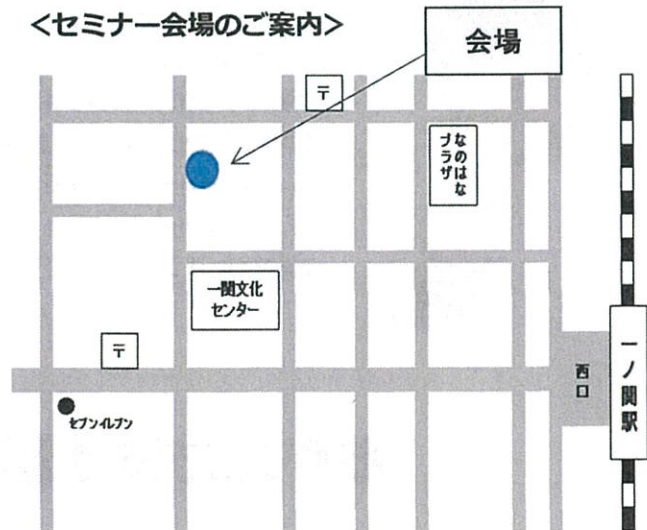 <セミナー会場のご案内>
会場
〒
なのはな
プラザ
一関文化
センター
〒
西口
一ノ関駅
セブンイレブン